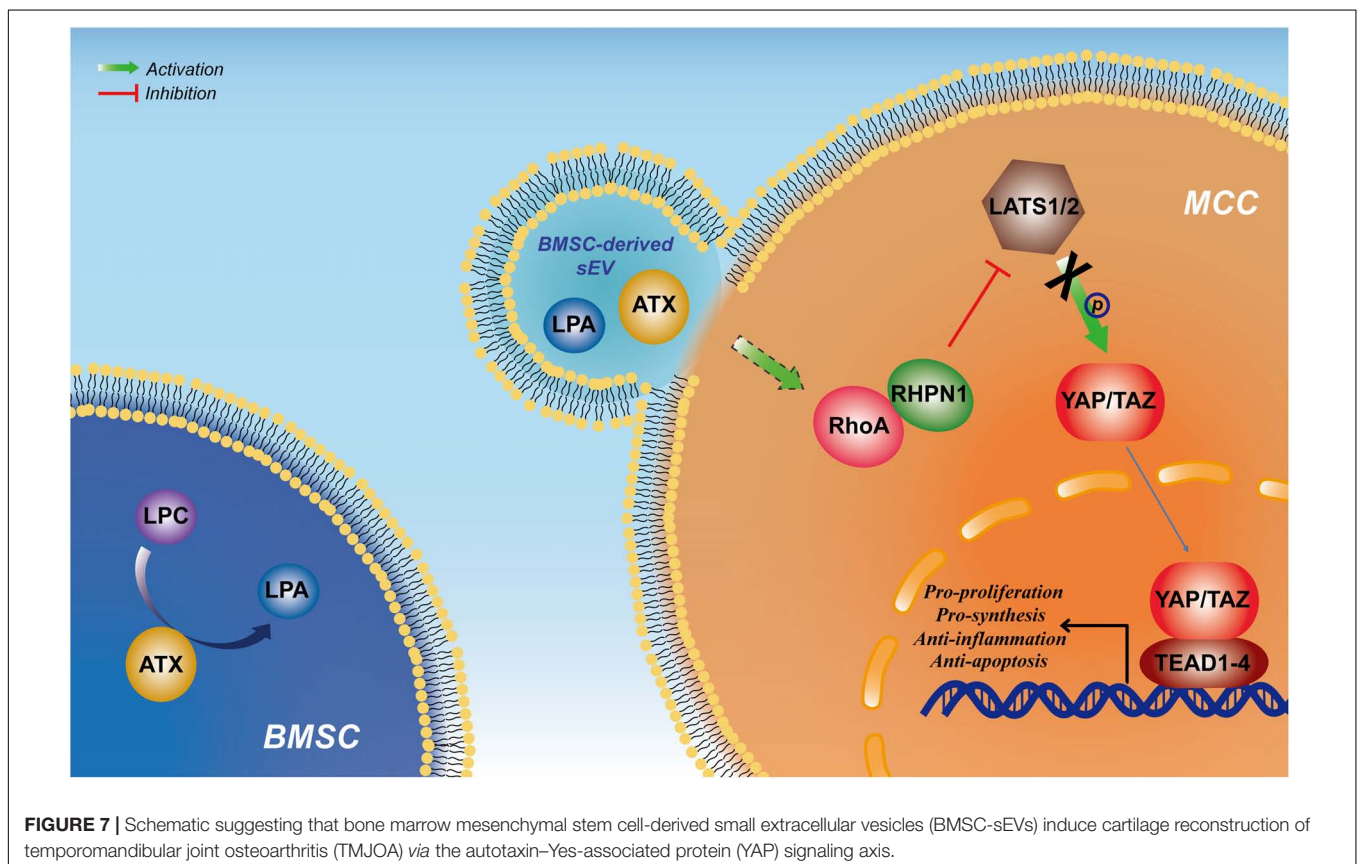 Activation
Inhibition
MCC
LATS1/2
BMSC-derived
sEV
ATX
LPA
p
RHPN1
RhoA
YAP/TAZ
LPC
LPA
ATX
BMSC
Pro-proliferation
Pro-synthesis
Anti-inflammation
Anti-apoptosis
YAP/TAZ
TEAD1-4
FIGURE 7 | Schematic suggesting that bone marrow mesenchymal stem cell-derived small extracellular vesicles (BMSC-sEVs) induce cartilage reconstruction of
temporomandibular joint osteoarthritis (TMJOA) via the autotaxin–Yes-associated protein (YAP) signaling axis.